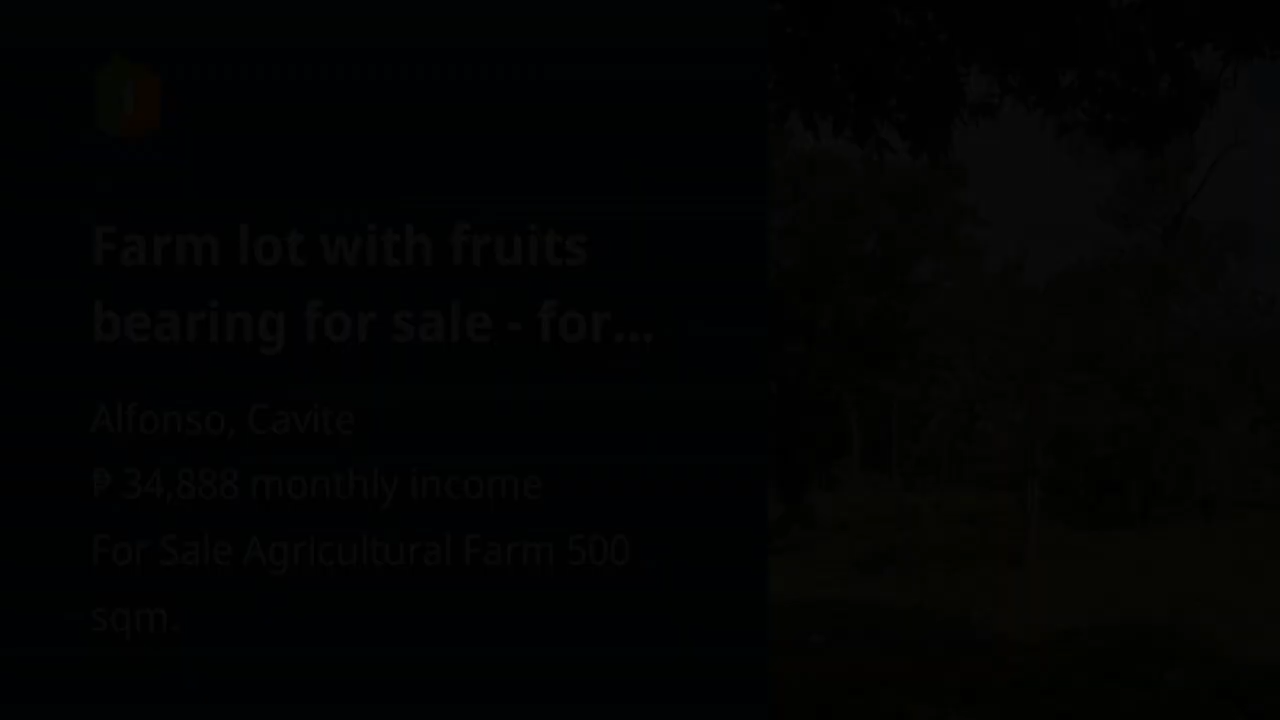 Farm lot with fruits
bearing for sale - for...
Alfonso, Cavite
₱ 34,888 monthly income
For Sale Agricultural Farm 500
sqm.